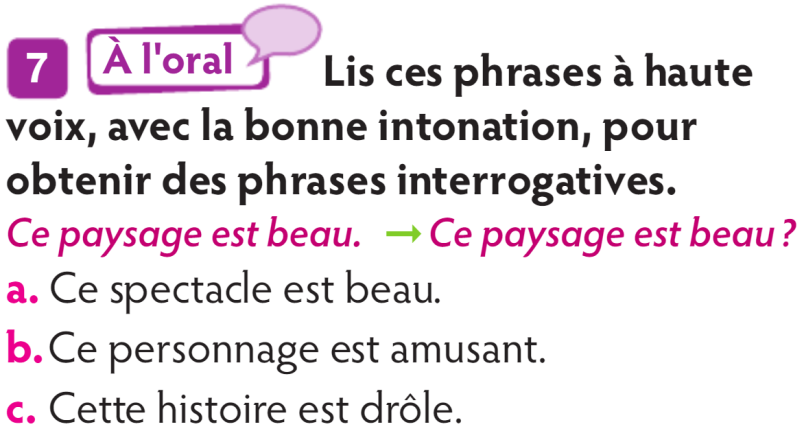 7 À l'oral Lis ces phrases à haute
voix, avec la bonne intonation, pour
obtenir des phrases interrogatives.
Ce paysage est beau. → Ce paysage est beau ?
a. Ce spectacle est beau.
b. Ce personnage est amusant.
c. Cette histoire est drôle.